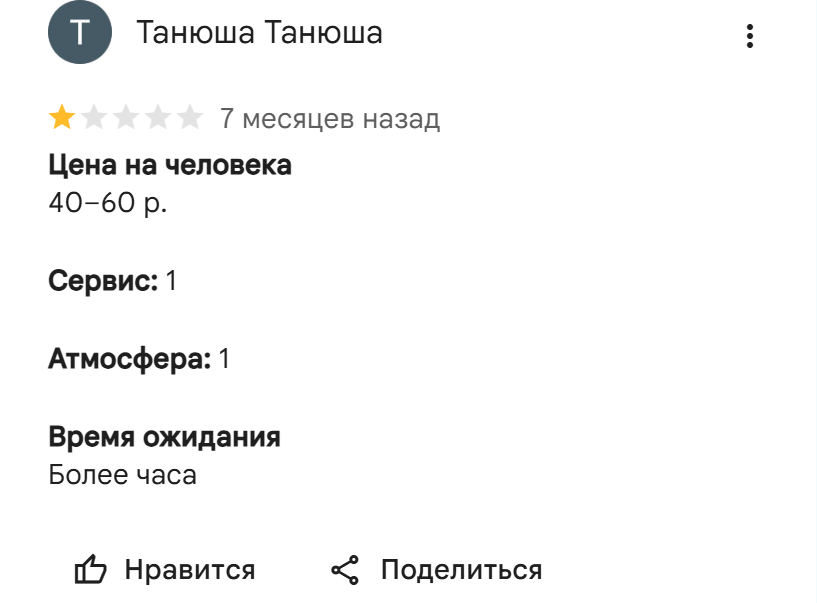 Т
Танюша Танюша
7 месяцев назад
Цена на человека
40–60 р.
Сервис: 1
Атмосфера: 1
Время ожидания
Более часа
Нравится
Поделиться